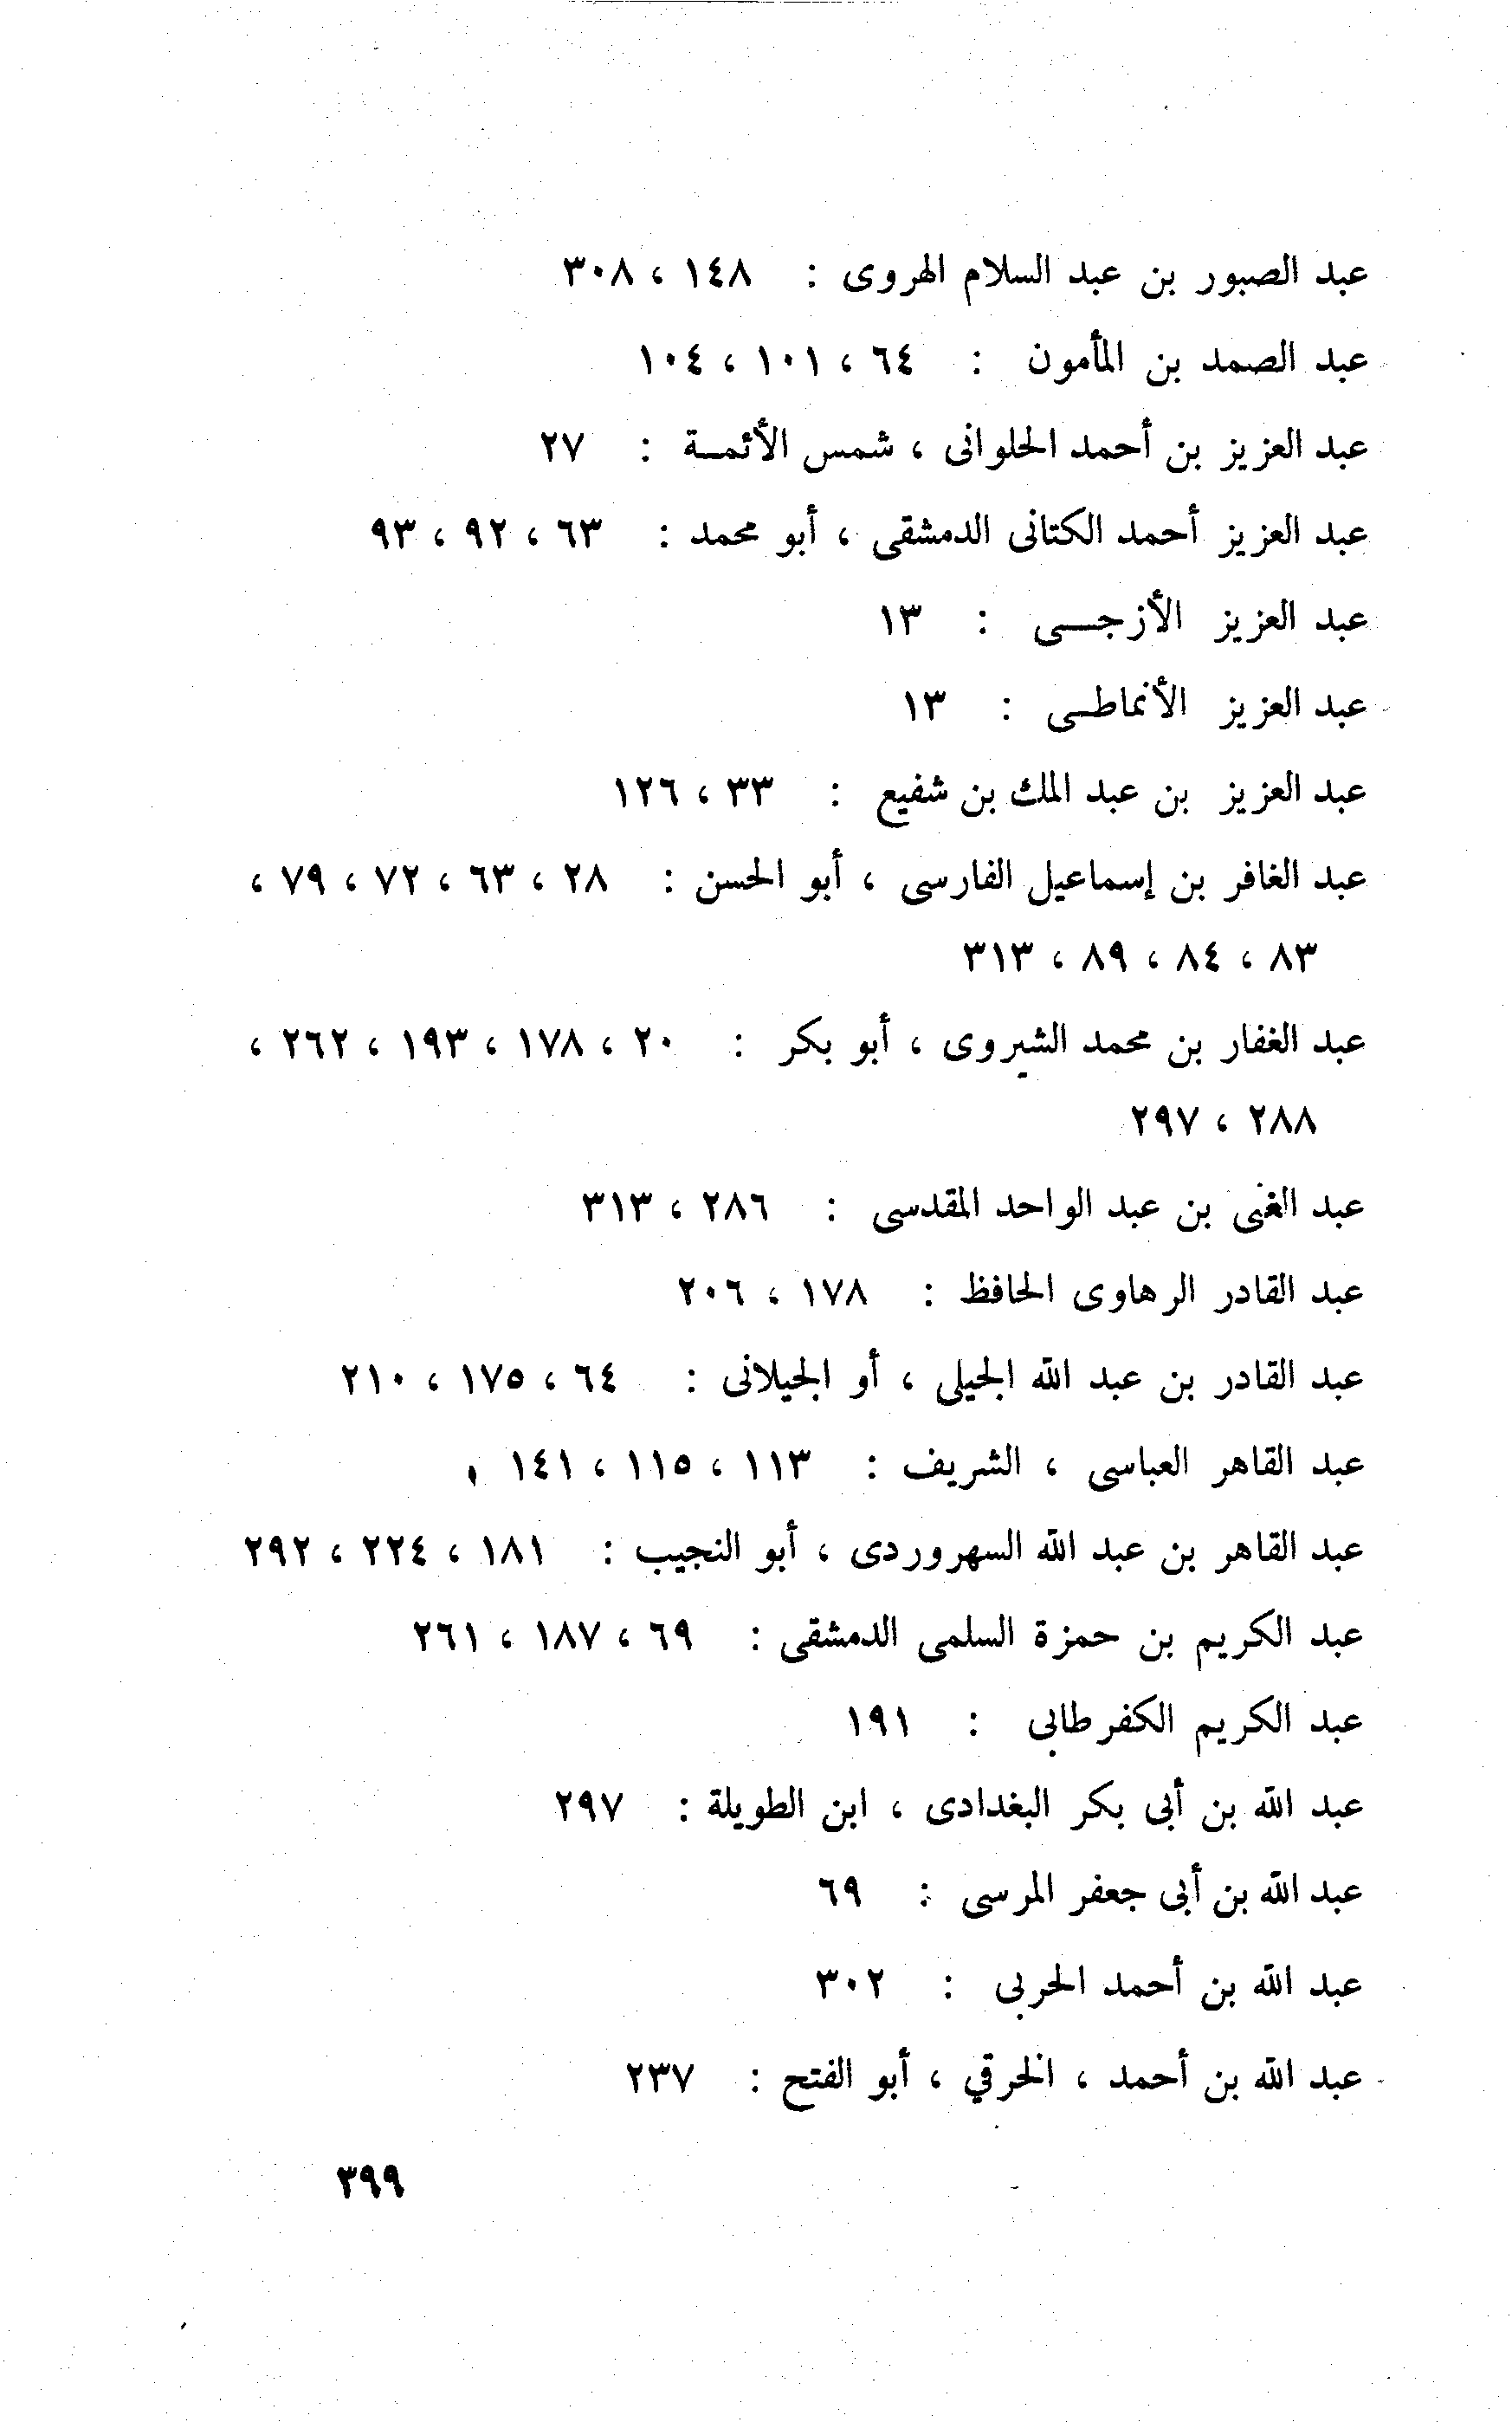 عبد الصبور بن عبد السلام الهروى : ١٤٨ ، ٣٠٨
عبد الصمد بن المأمون : ٦٤ ، ١٠١ ، ١٠٤
عبد العزيز بن أحمد الحلوانى ، شمس الأئمـة : ٢٧
عبد العزيز أحمد الكتانى الدمشقى ، أبو محمد : ٦٣ ، ٩٢ ، ٩٣
عبد العزيز الأزجــى : ١٣
عبد العزيز الأنماطـى : ١٣
عبد العزيز بن عبد الملك بن شفيع : ٣٣ ، ١٢٦
عبد الغافر بن إسماعيل الفارسى ، أبو الحسن : ٢٨ ، ٦٣ ، ٧٢ ، ٧٩ ،
٨٣ ، ٨٤ ، ٨٩ ، ٣١٣
عبد الغفار بن محمد الشيروى ، أبو بكر : ٢٠ ، ١٧٨ ، ١٩٣ ، ٢٦٢ ،
٢٨٨ ، ٢٩٧
عبد الغنى بن عبد الواحد المقدسى : ٢٨٦ ، ٣١٣
عبد القادر الرهاوى الحافظ : ١٧٨ ، ٢٠٦
عبد القادر بن عبد الله الجيلى ، أو الجيلانى : ٦٤ ، ١٧٥ ، ٢١٠
عبد القاهر العباسى ، الشريف : ١١٣ ، ١١٥ ، ١٤١ ،
عبد القاهر بن عبد الله السهروردى ، أبو النجيب : ١٨١ ، ٢٢٤ ، ٢٩٢
عبد الكريم بن حمزة السلمى الدمشقى : ٦٩ ، ١٨٧ ، ٢٦١
عبد الكريم الكفرطابى : ١٩١
عبد الله بن أبى بكر البغدادى ، ابن الطويلة : ٢٩٧
عبد الله بن أبى جعفر المرسى : ٦٩
عبد الله بن أحمد الحربى : ٣٠٢
عبد الله بن أحمد ، الخرقي ، أبو الفتح : ٢٣٧
٣٩٩